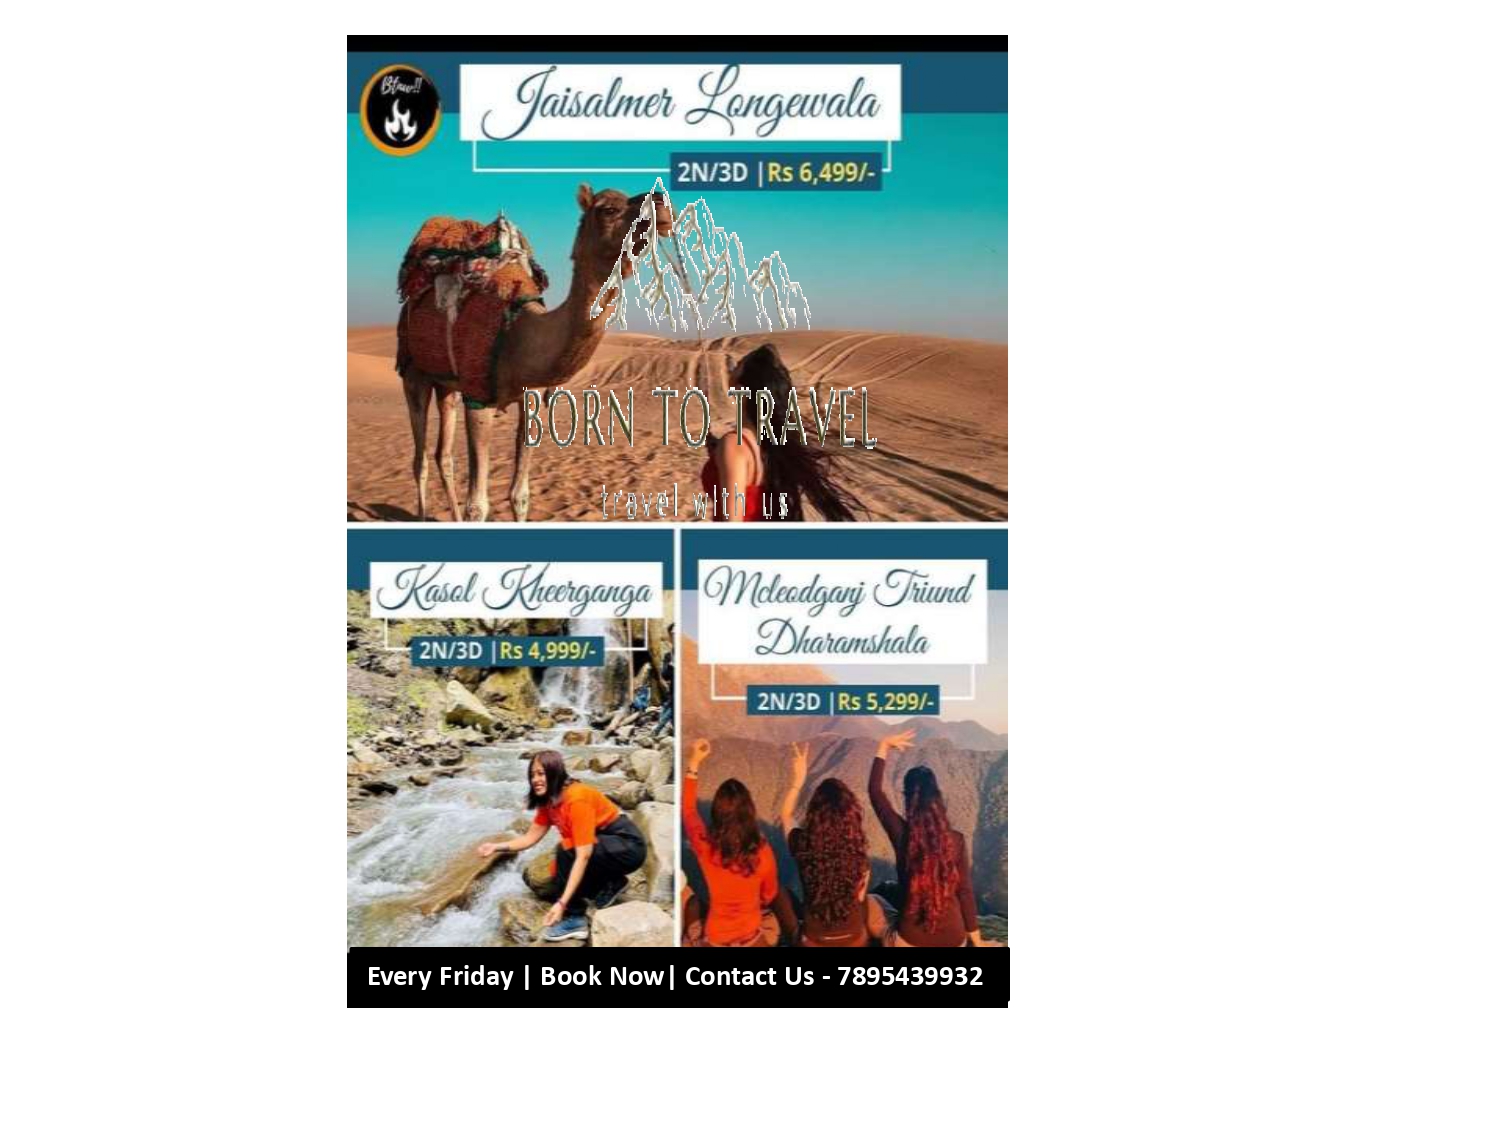 Btaw!!
Jaisalmer Longewala
2N/3D |Rs 6,499/-
BORN TO TRAVEL
travel with us
Kasol Kheerganga
2N/3D |Rs 4,999/-
Mcleodganj Triund
Dharamshala
2N/3D |Rs 5,299/-
Every Friday | Book Now| Contact Us - 7895439932